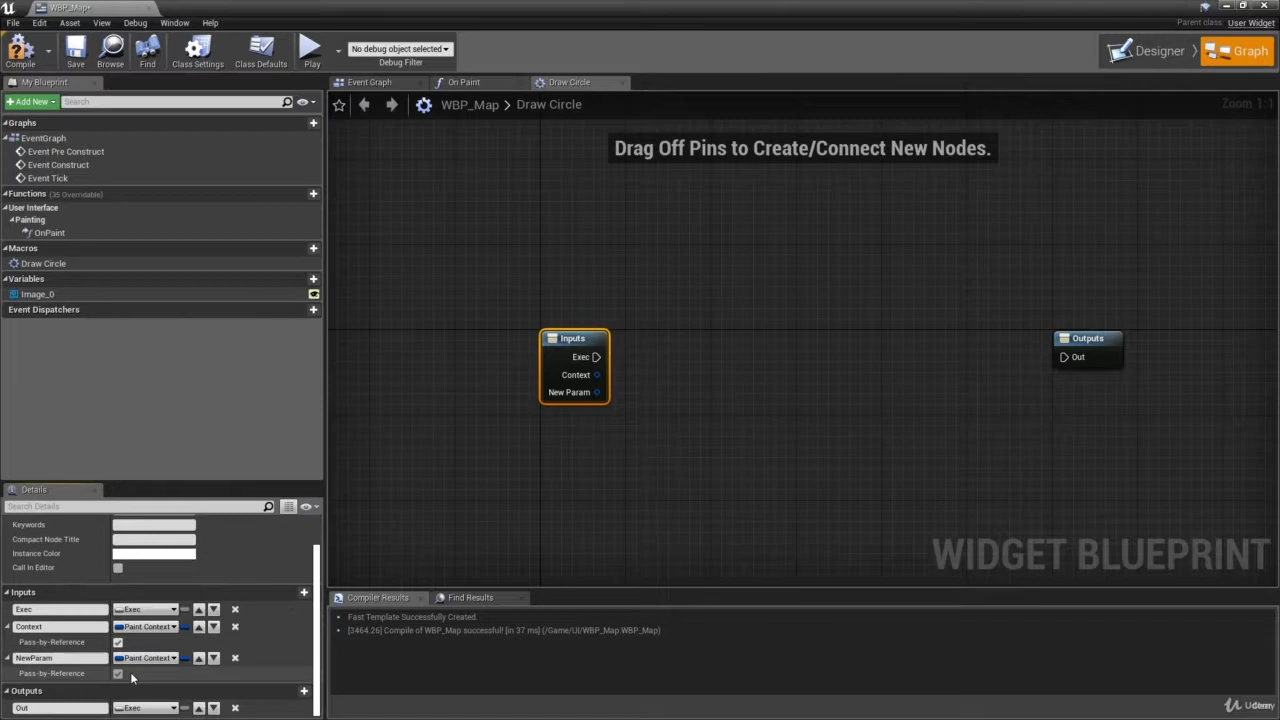 WBP_Map*
File Edit Asset View Debug Window Help
Parent class: User Widget
Compile Save Browse Find Class Settings Class Defaults Play
No debug object selected
Debug Filter
Designer Graph
My Blueprint
Event Graph On Paint Draw Circle
+Add New Search
WBP_Map > Draw Circle
Zoom 1:1
Drag Off Pins to Create/Connect New Nodes.
Graphs
EventGraph
Event Pre Construct
Event Construct
Event Tick
Functions (35 Overridable)
User Interface
Painting
OnPaint
Macros
Draw Circle
Variables
Image_0
Event Dispatchers
Inputs
Exec
Context
New Param
Outputs
Out
WIDGET BLUEPRINT
Details
Search Details
Keywords
Compact Node Title
Instance Color
Call In Editor
Inputs
Exec Exec
Context Paint Context
Pass-by-Reference
NewParam Paint Context
Pass-by-Reference
Outputs
Out Exec
Compiler Results Find Results
Fast Template Successfully Created.
[3464.26] Compile of WBP_Map successful! [in 37 ms] (/Game/UI/WBP_Map.WBP_Map)